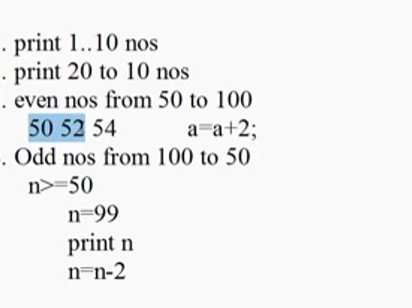 . print 1..10 nos
. print 20 to 10 nos
. even nos from 50 to 100
50 52 54 a=a+2;
. Odd nos from 100 to 50
n>=50
n=99
print n
n=n-2